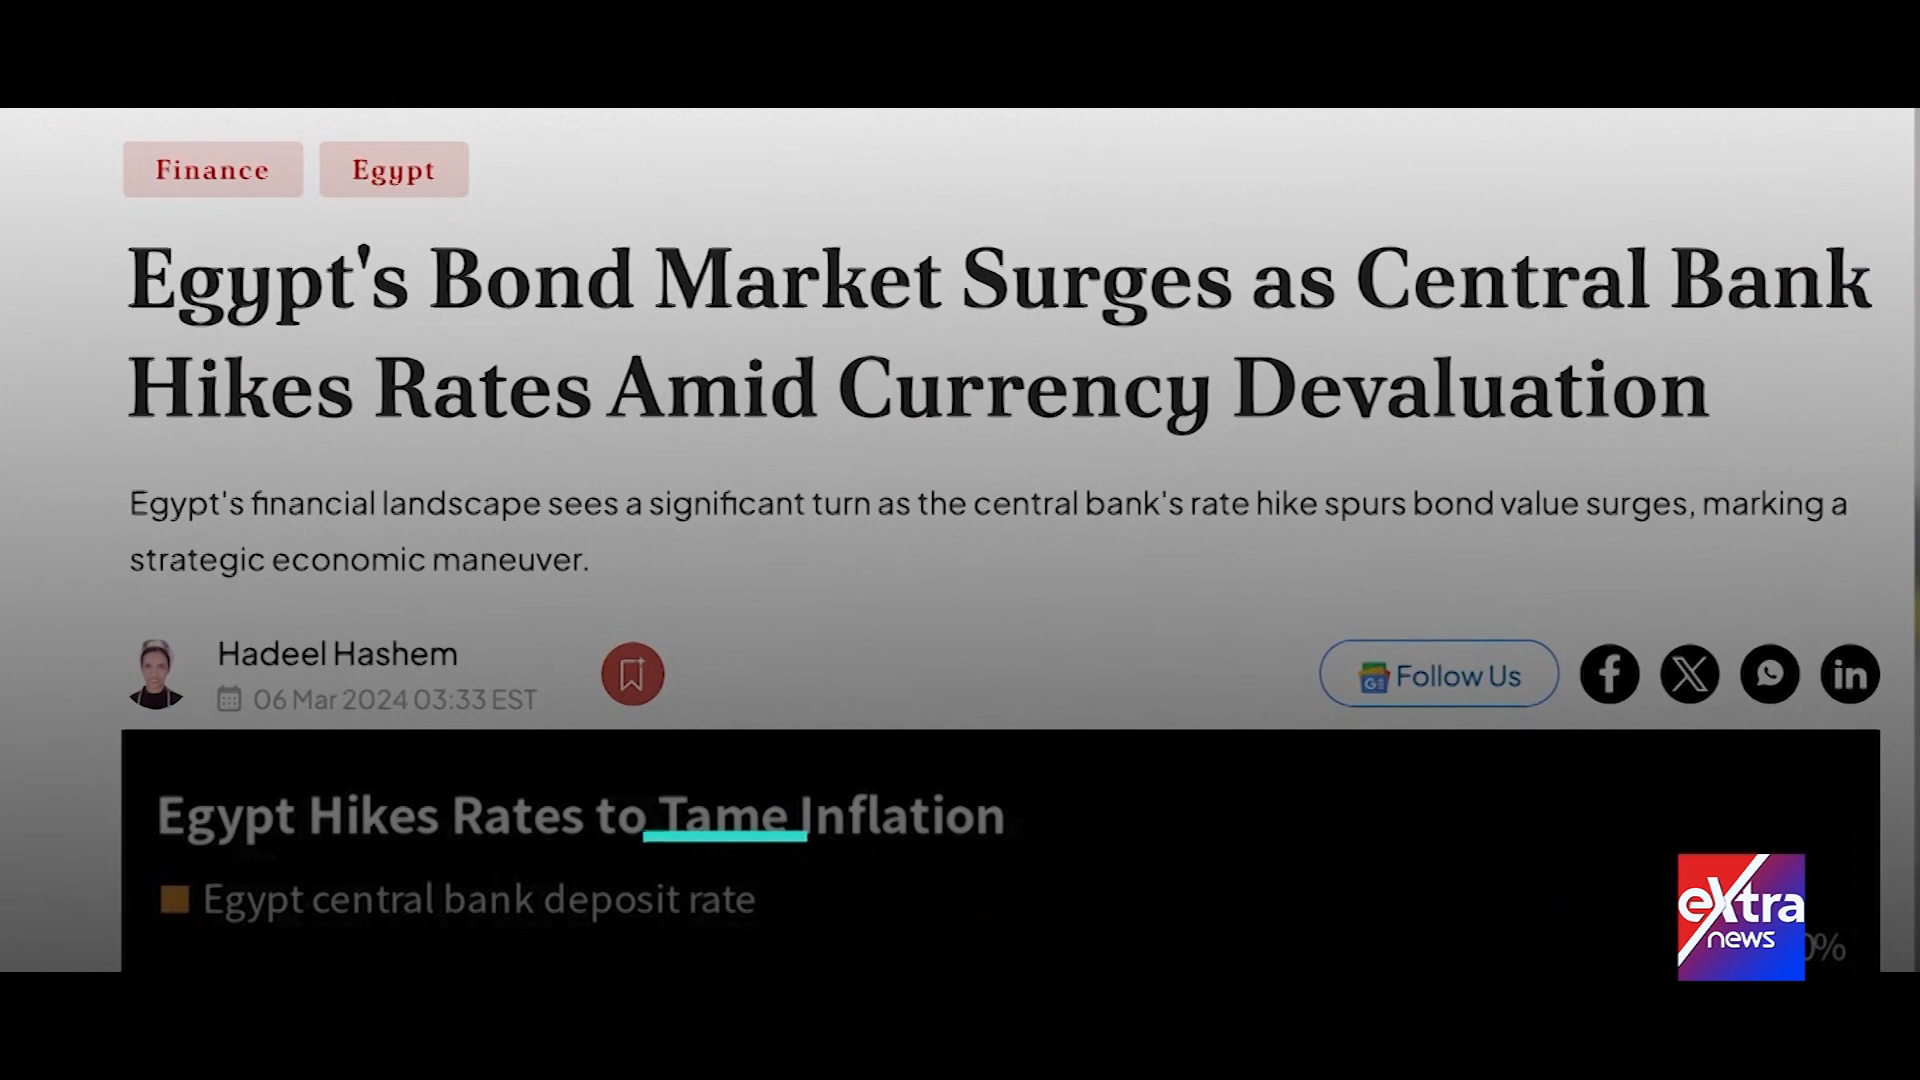 Finance Egypt
Egypt's Bond Market Surges as Central Bank
Hikes Rates Amid Currency Devaluation
Egypt's financial landscape sees a significant turn as the central bank's rate hike spurs bond value surges, marking a
strategic economic maneuver.
Hadeel Hashem
06 Mar 2024 03:33 EST
Follow Us
Egypt Hikes Rates to Tame Inflation
Egypt central bank deposit rate
extra
news